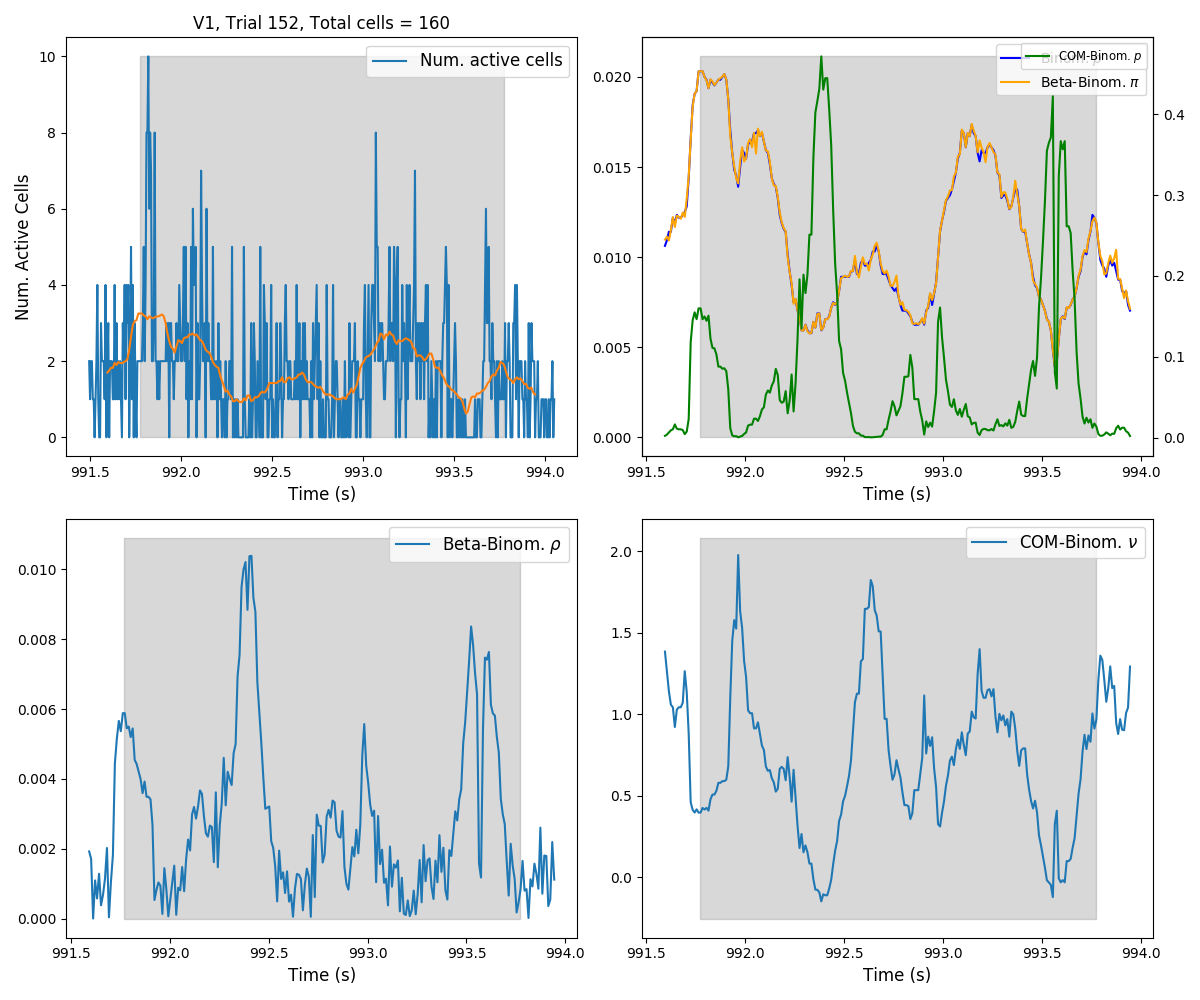 V1, Trial 152, Total cells = 160
Num. active cells
Num. Active Cells
10
8
6
4
2
0
991.5 992.0 992.5 993.0 993.5 994.0
Time (s)
COM-Binom. p
Beta-Binom. π
0.020
0.015
0.010
0.005
0.000
0.4
0.3
0.2
0.1
0.0
991.5 992.0 992.5 993.0 993.5 994.0
Time (s)
Beta-Binom. ρ
0.010
0.008
0.006
0.004
0.002
0.000
991.5 992.0 992.5 993.0 993.5 994.0
Time (s)
COM-Binom. ν
2.0
1.5
1.0
0.5
0.0
991.5 992.0 992.5 993.0 993.5 994.0
Time (s)